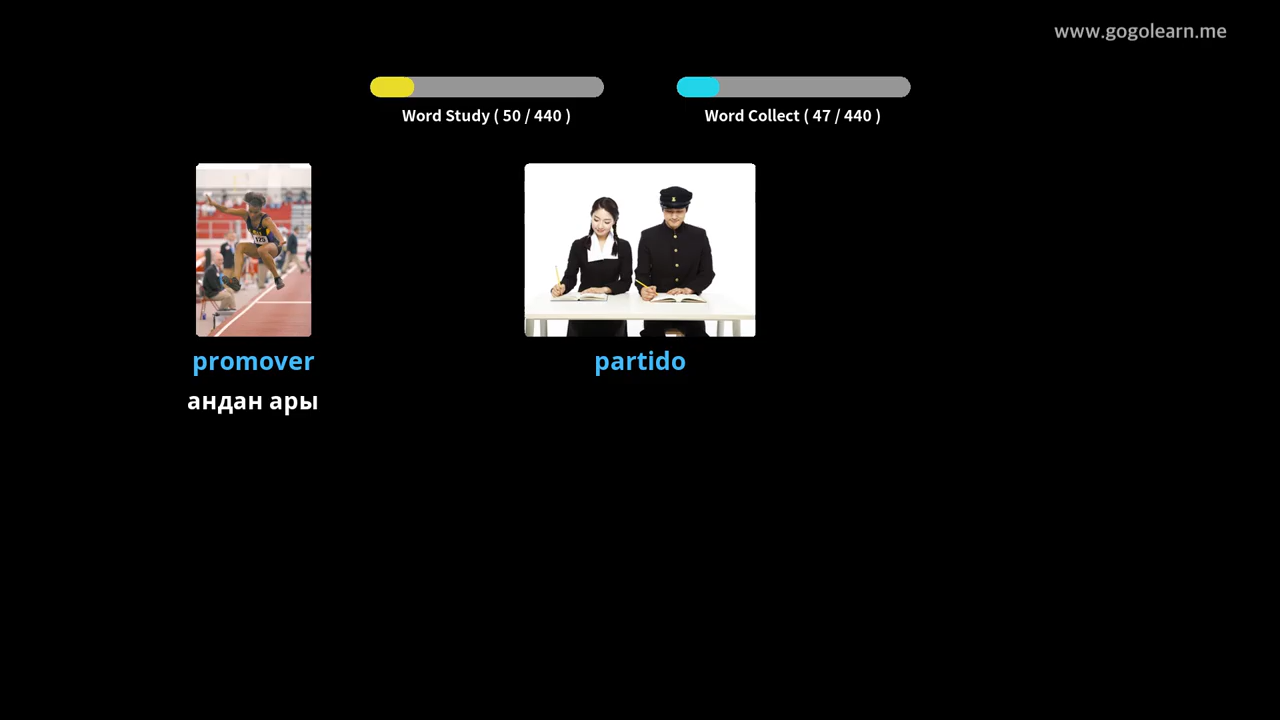 www.gogolearn.me
Word Study ( 50 / 440 )
Word Collect ( 47 / 440 )
promover
partido
андан ары